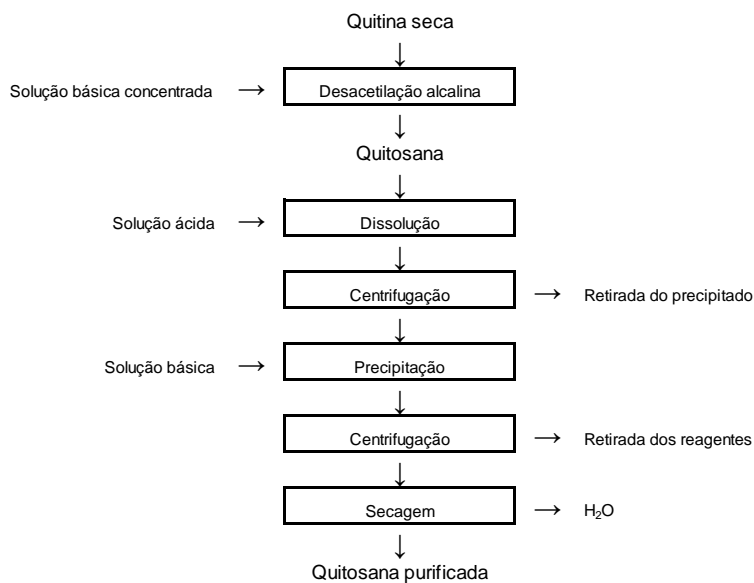 Quitina seca
Solução básica concentrada → Desacetilação alcalina
Quitosana
Solução ácida → Dissolução
Centrifugação → Retirada do precipitado
Solução básica → Precipitação
Centrifugação → Retirada dos reagentes
Secagem → H₂O
Quitosana purificada